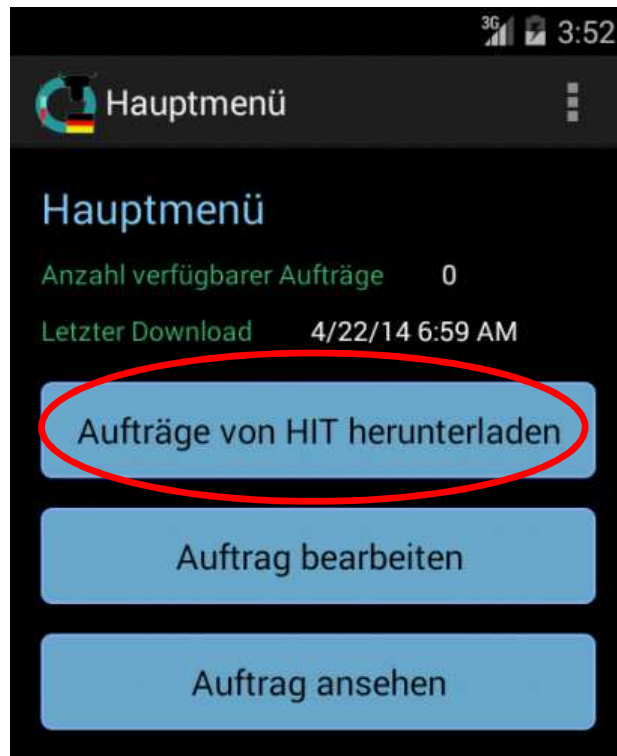 3G 3:52
Hauptmenü
Hauptmenü
Anzahl verfügbarer Aufträge 0
Letzter Download 4/22/14 6:59 AM
Aufträge von HIT herunterladen
Auftrag bearbeiten
Auftrag ansehen